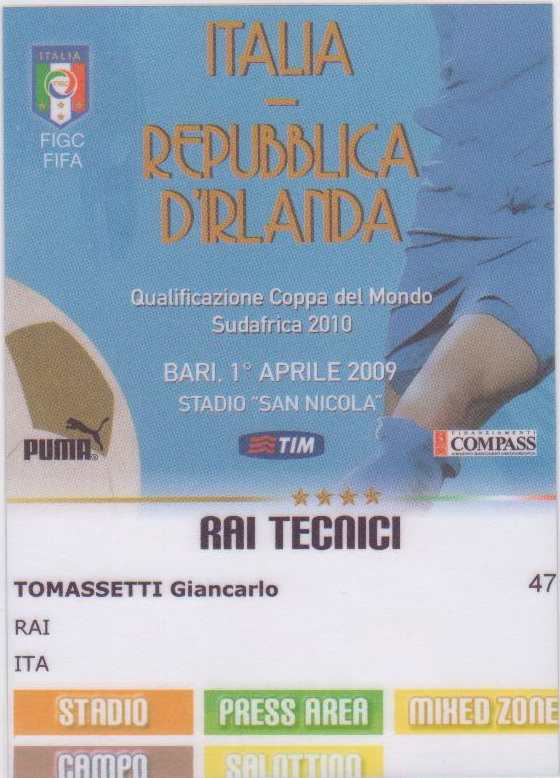 ITALIA
FIGC
FIFA
ITALIA
–
REPUBBLICA
D'IRLANDA
Qualificazione Coppa del Mondo
Sudafrica 2010
BARI, 1° APRILE 2009
STADIO "SAN NICOLA"
PUMA®
TIM
FINANZIAMENTI
COMPASS
RAI TECNICI
TOMASSETTI Giancarlo 47
RAI
ITA
STADIO PRESS AREA MIXED ZONE
CAMPO SALOTTINO